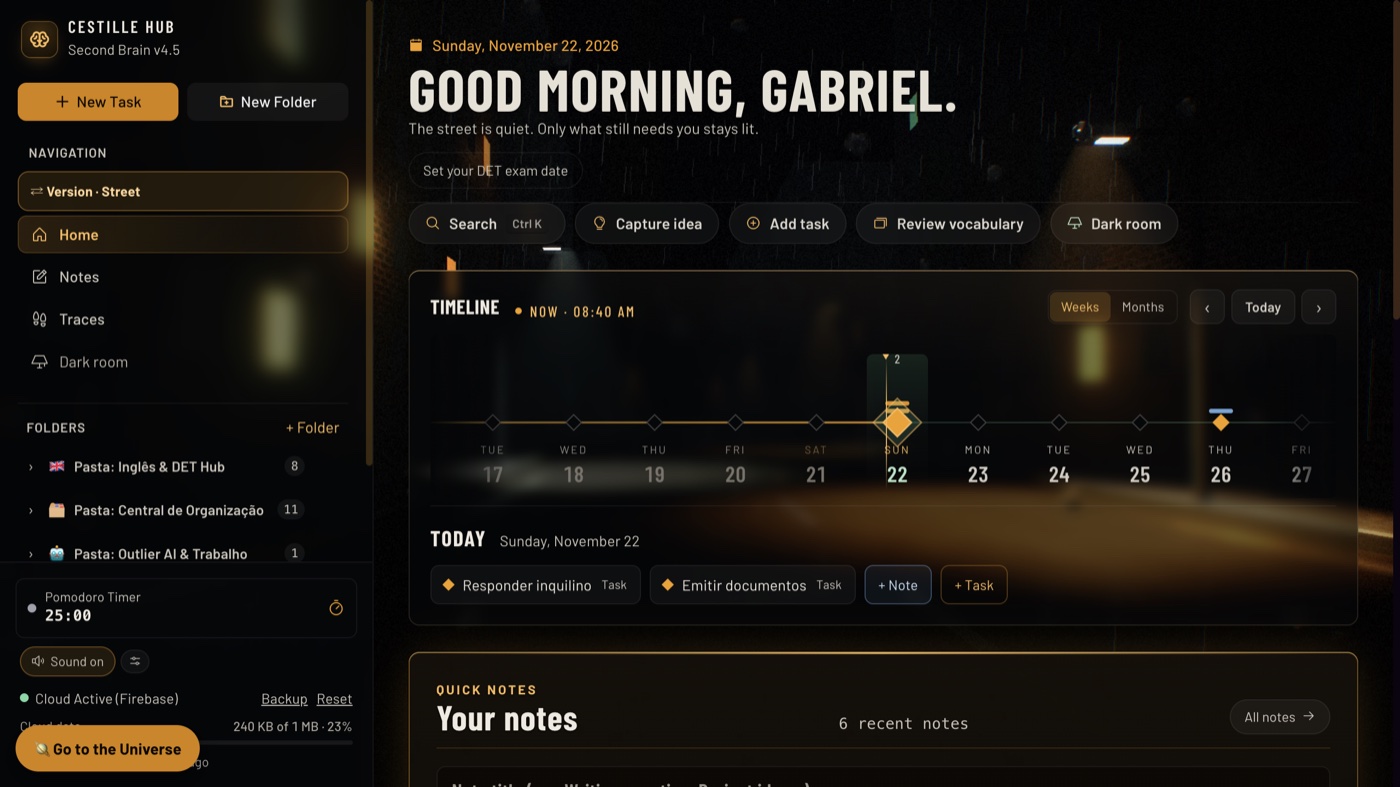 CESTILLE HUB
Second Brain v4.5
+ New Task
New Folder
NAVIGATION
Version · Street
Home
Notes
Traces
Dark room
FOLDERS
+ Folder
› Pasta: Inglês & DET Hub 8
› Pasta: Central de Organização 11
› Pasta: Outlier AI & Trabalho 1
Pomodoro Timer
25:00
Sound on
Cloud Active (Firebase) Backup Reset
240 KB of 1 MB · 23%
Go to the Universe
ago
Sunday, November 22, 2026
GOOD MORNING, GABRIEL.
The street is quiet. Only what still needs you stays lit.
Set your DET exam date
Search Ctrl K
Capture idea
Add task
Review vocabulary
Dark room
TIMELINE
NOW · 08:40 AM
Weeks Months ‹ Today ›
2
TUE WED THU FRI SAT SUN MON TUE WED THU FRI
17 18 19 20 21 22 23 24 25 26 27
TODAY Sunday, November 22
Responder inquilino Task
Emitir documentos Task
+ Note
+ Task
QUICK NOTES
Your notes
6 recent notes
All notes →